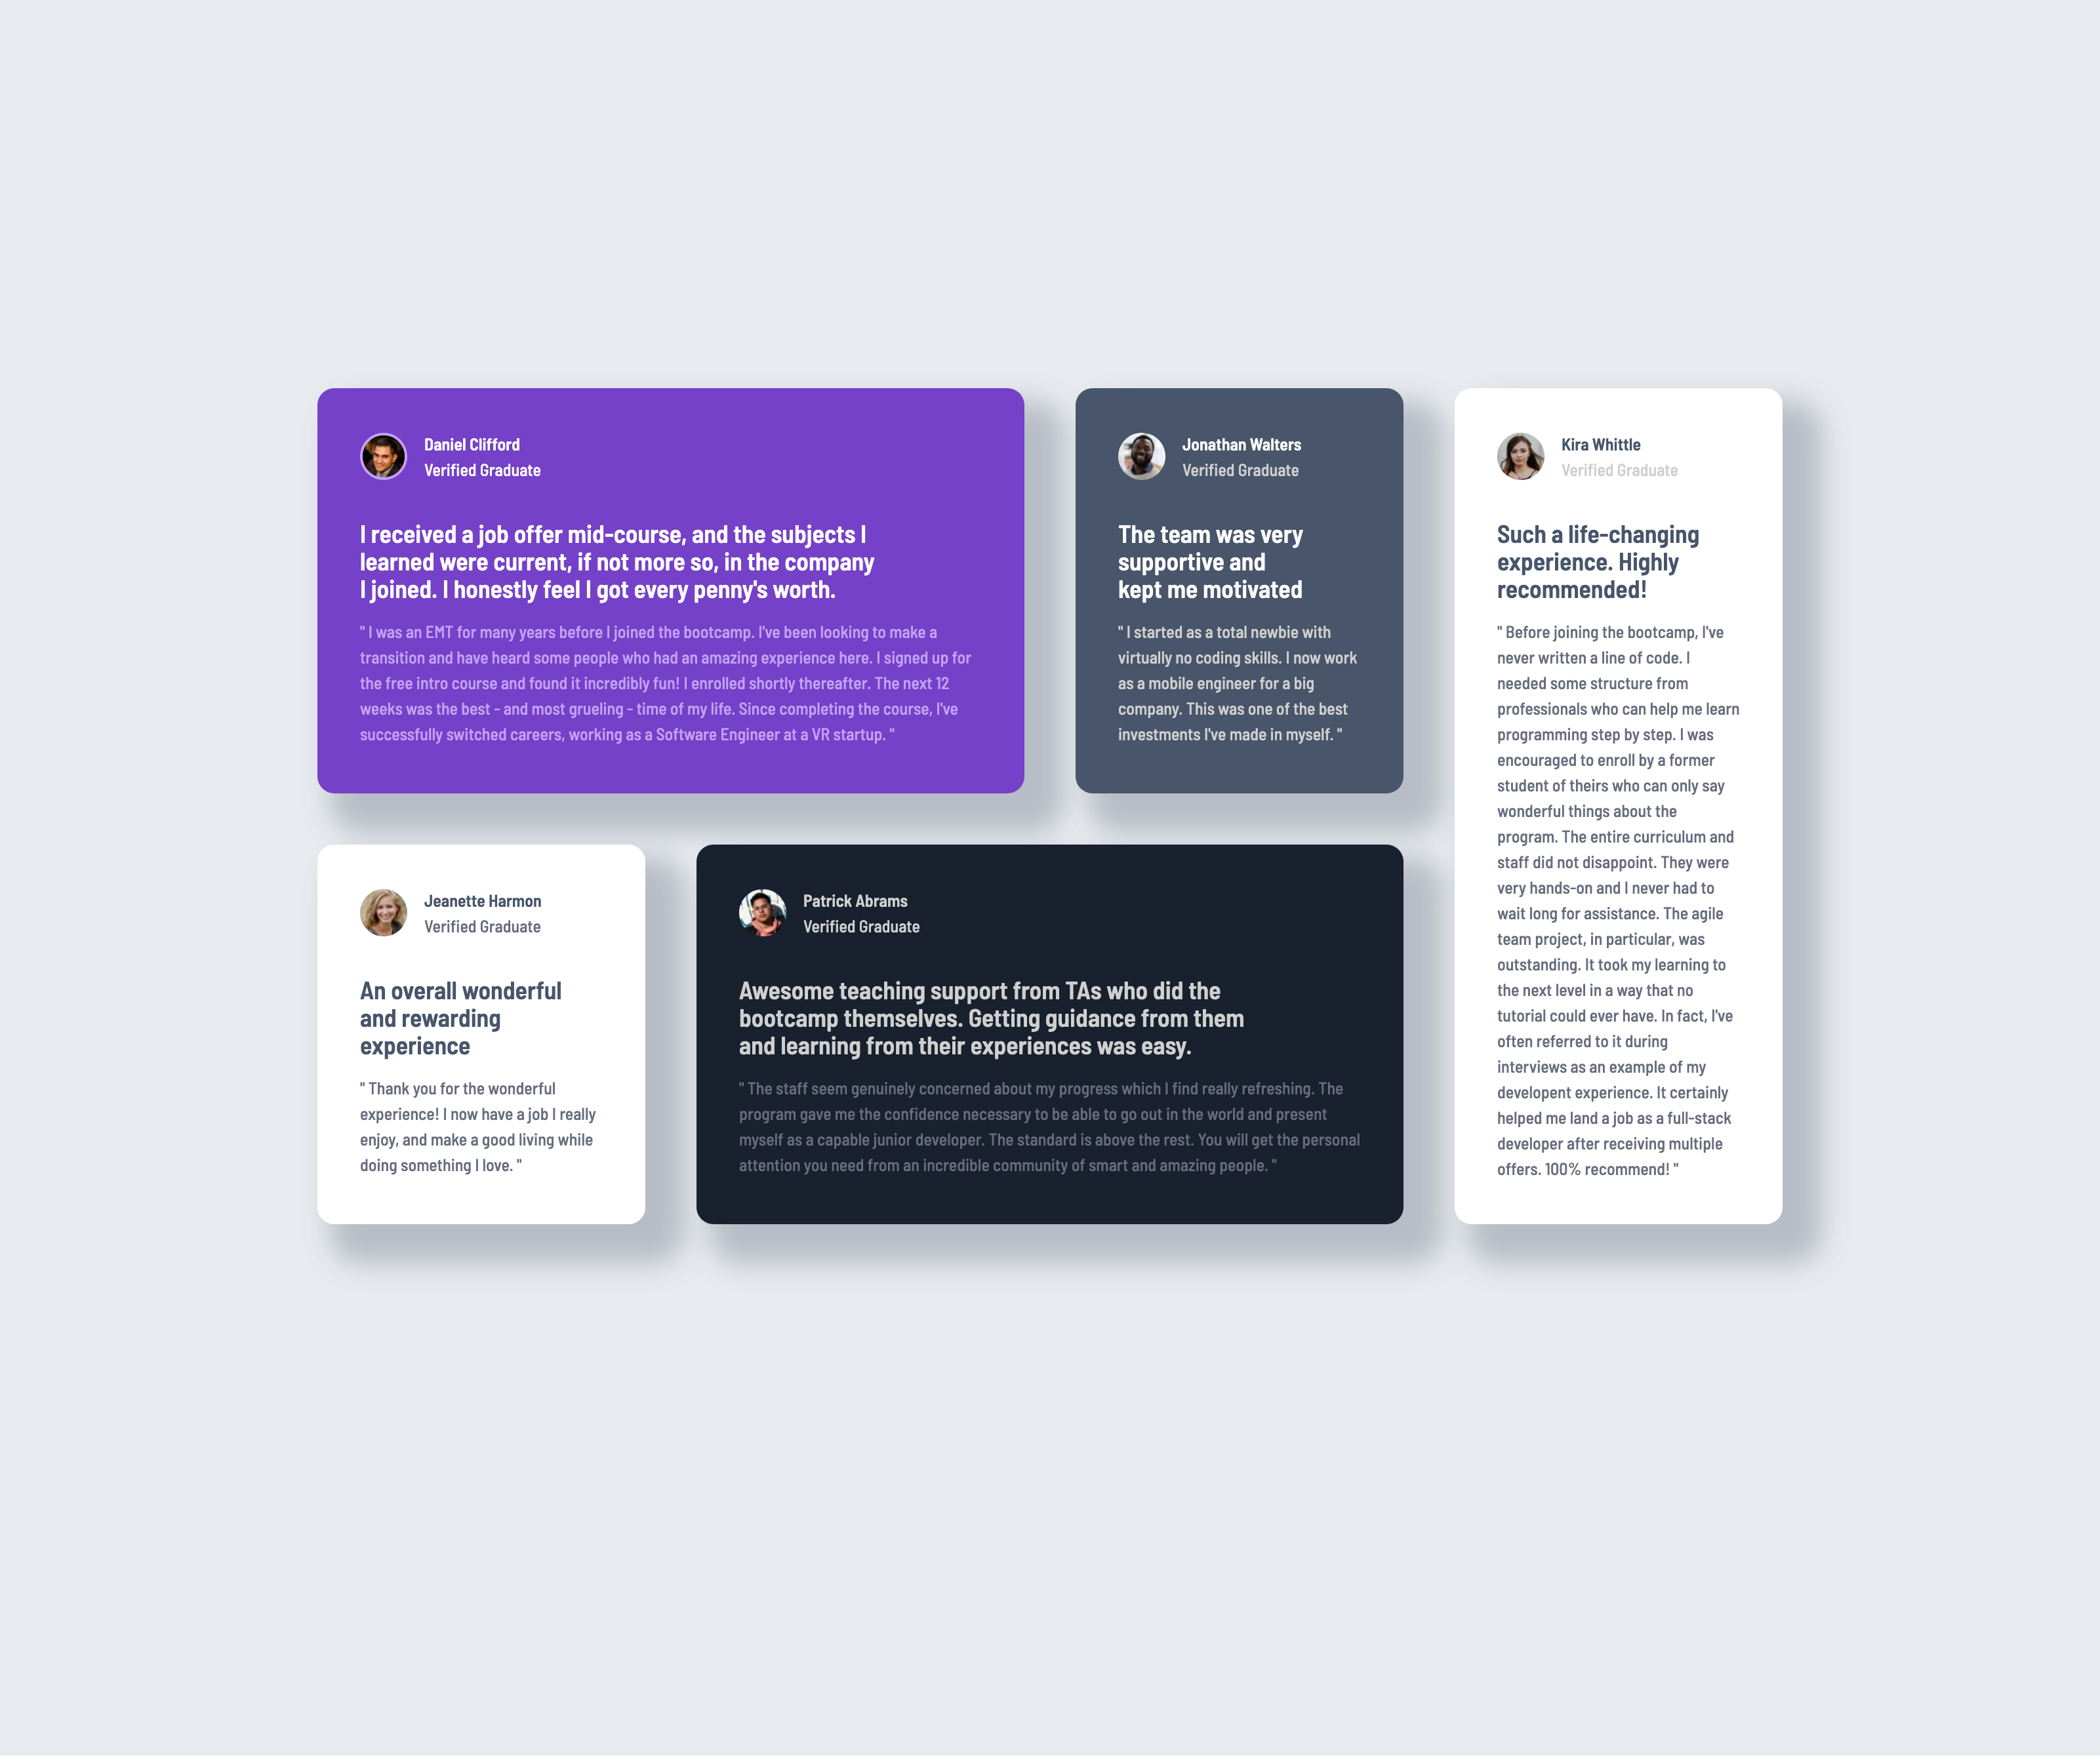 Daniel Clifford
Verified Graduate
I received a job offer mid-course, and the subjects I
learned were current, if not more so, in the company
I joined. I honestly feel I got every penny's worth.
" I was an EMT for many years before I joined the bootcamp. I've been looking to make a
transition and have heard some people who had an amazing experience here. I signed up for
the free intro course and found it incredibly fun! I enrolled shortly thereafter. The next 12
weeks was the best - and most grueling - time of my life. Since completing the course, I've
successfully switched careers, working as a Software Engineer at a VR startup. "
Jonathan Walters
Verified Graduate
The team was very
supportive and
kept me motivated
" I started as a total newbie with
virtually no coding skills. I now work
as a mobile engineer for a big
company. This was one of the best
investments I've made in myself. "
Kira Whittle
Verified Graduate
Such a life-changing
experience. Highly
recommended!
" Before joining the bootcamp, I've
never written a line of code. I
needed some structure from
professionals who can help me learn
programming step by step. I was
encouraged to enroll by a former
student of theirs who can only say
wonderful things about the
program. The entire curriculum and
staff did not disappoint. They were
very hands-on and I never had to
wait long for assistance. The agile
team project, in particular, was
outstanding. It took my learning to
the next level in a way that no
tutorial could ever have. In fact, I've
often referred to it during
interviews as an example of my
developent experience. It certainly
helped me land a job as a full-stack
developer after receiving multiple
offers. 100% recommend! "
Jeanette Harmon
Verified Graduate
An overall wonderful
and rewarding
experience
" Thank you for the wonderful
experience! I now have a job I really
enjoy, and make a good living while
doing something I love. "
Patrick Abrams
Verified Graduate
Awesome teaching support from TAs who did the
bootcamp themselves. Getting guidance from them
and learning from their experiences was easy.
" The staff seem genuinely concerned about my progress which I find really refreshing. The
program gave me the confidence necessary to be able to go out in the world and present
myself as a capable junior developer. The standard is above the rest. You will get the personal
attention you need from an incredible community of smart and amazing people. "